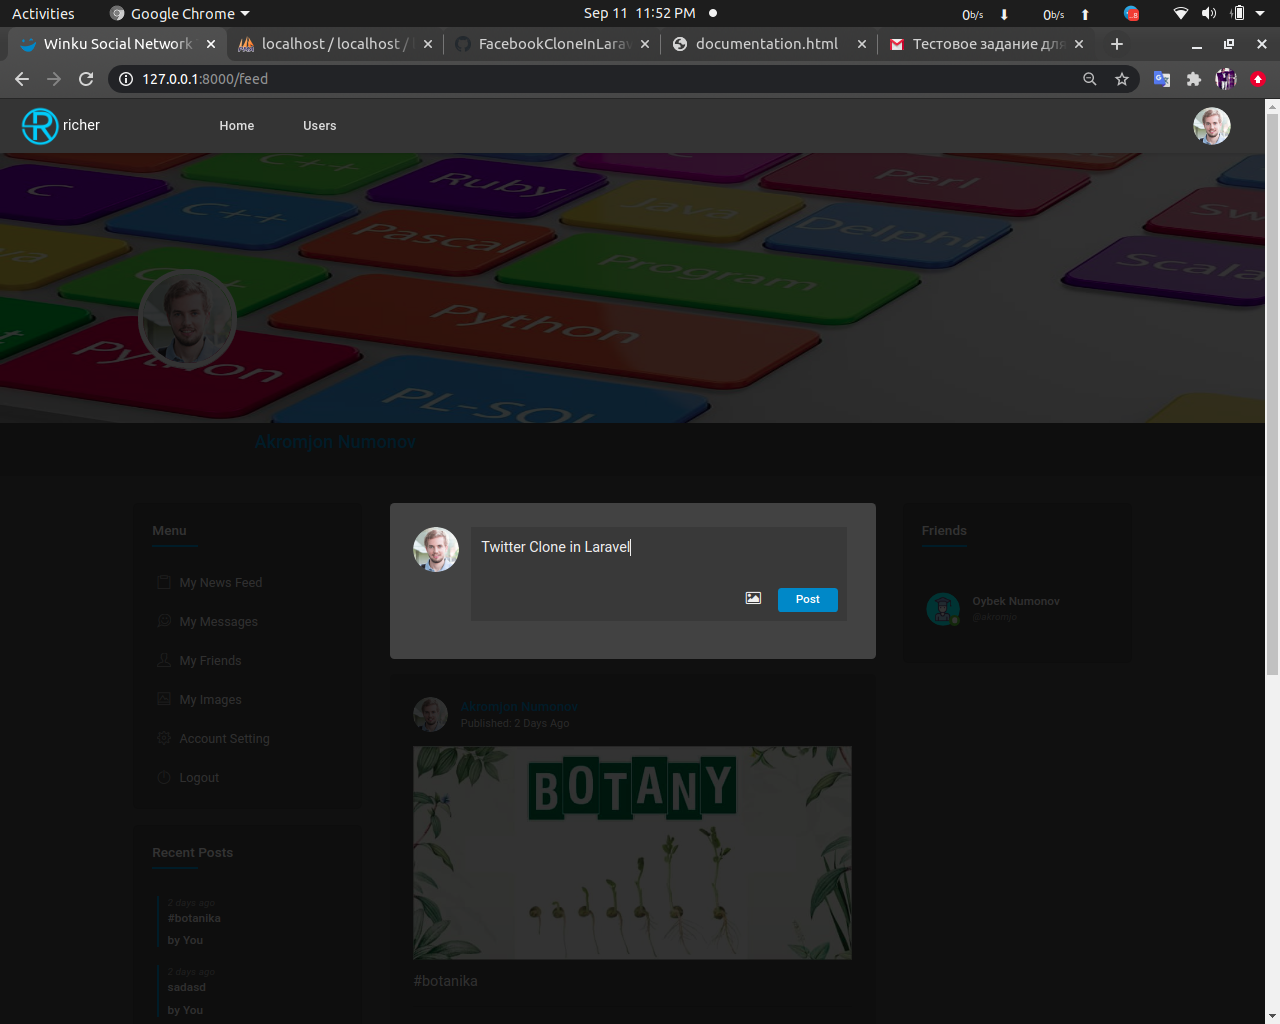 Activities
Google Chrome
Sep 11 11:52 PM
0b/s
0b/s
Winku Social Network
localhost / localhost /
FacebookCloneInLarav
documentation.html
Тестовое задание для
127.0.0.1:8000/feed
R richer
Home
Users
C++
Ruby
Perl
C
C++
Java
Pascal
Delphi
Program
Scala
Python
Python
PL-SQL
Akromjon Numonov
Menu
Twitter Clone in Laravel
Friends
My News Feed
Post
Oybek Numonov
@akromjo
My Messages
My Friends
My Images
Akromjon Numonov
Published: 2 Days Ago
Account Setting
Logout
BOTANY
Recent Posts
2 days ago
#botanika
by You
2 days ago
sadasd
by You
#botanika